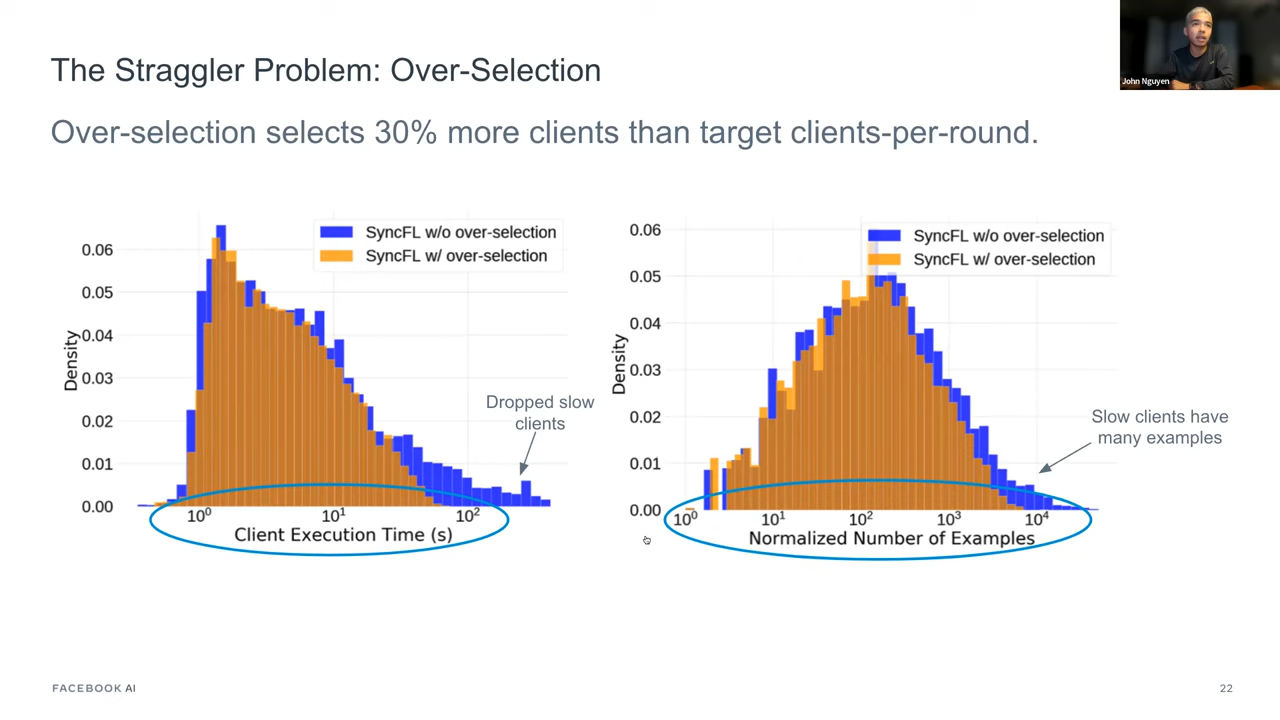 John Nguyen
The Straggler Problem: Over-Selection
Over-selection selects 30% more clients than target clients-per-round.
SyncFL w/o over-selection
SyncFL w/ over-selection
0.06
0.05
0.04
0.03
0.02
0.01
0.00
Density
Dropped slow
clients
10⁰ 10¹ 10²
Client Execution Time (s)
SyncFL w/o over-selection
SyncFL w/ over-selection
0.06
0.05
0.04
0.03
0.02
0.01
0.00
Density
Slow clients have
many examples
10⁰ 10¹ 10² 10³ 10⁴
Normalized Number of Examples
FACEBOOK AI
22